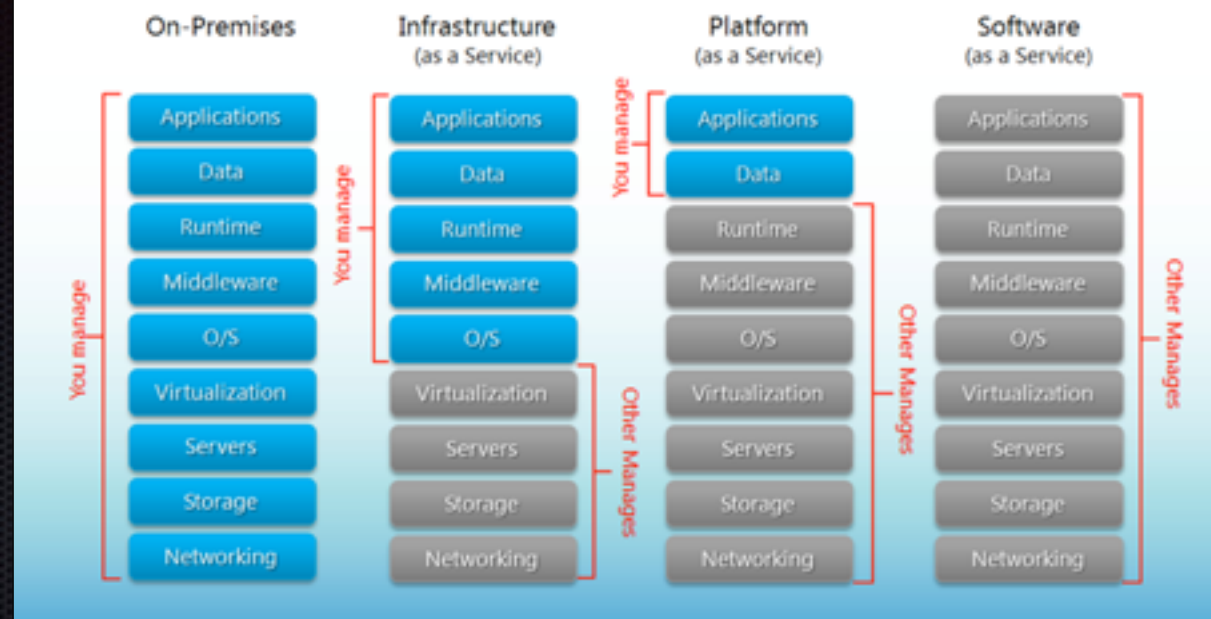 On-Premises
Applications
Data
Runtime
Middleware
O/S
Virtualization
Servers
Storage
Networking
You manage
Infrastructure
(as a Service)
Applications
Data
Runtime
Middleware
O/S
Virtualization
Servers
Storage
Networking
You manage
Other Manages
Platform
(as a Service)
Applications
Data
Runtime
Middleware
O/S
Virtualization
Servers
Storage
Networking
You manage
Other Manages
Software
(as a Service)
Applications
Data
Runtime
Middleware
O/S
Virtualization
Servers
Storage
Networking
Other Manages